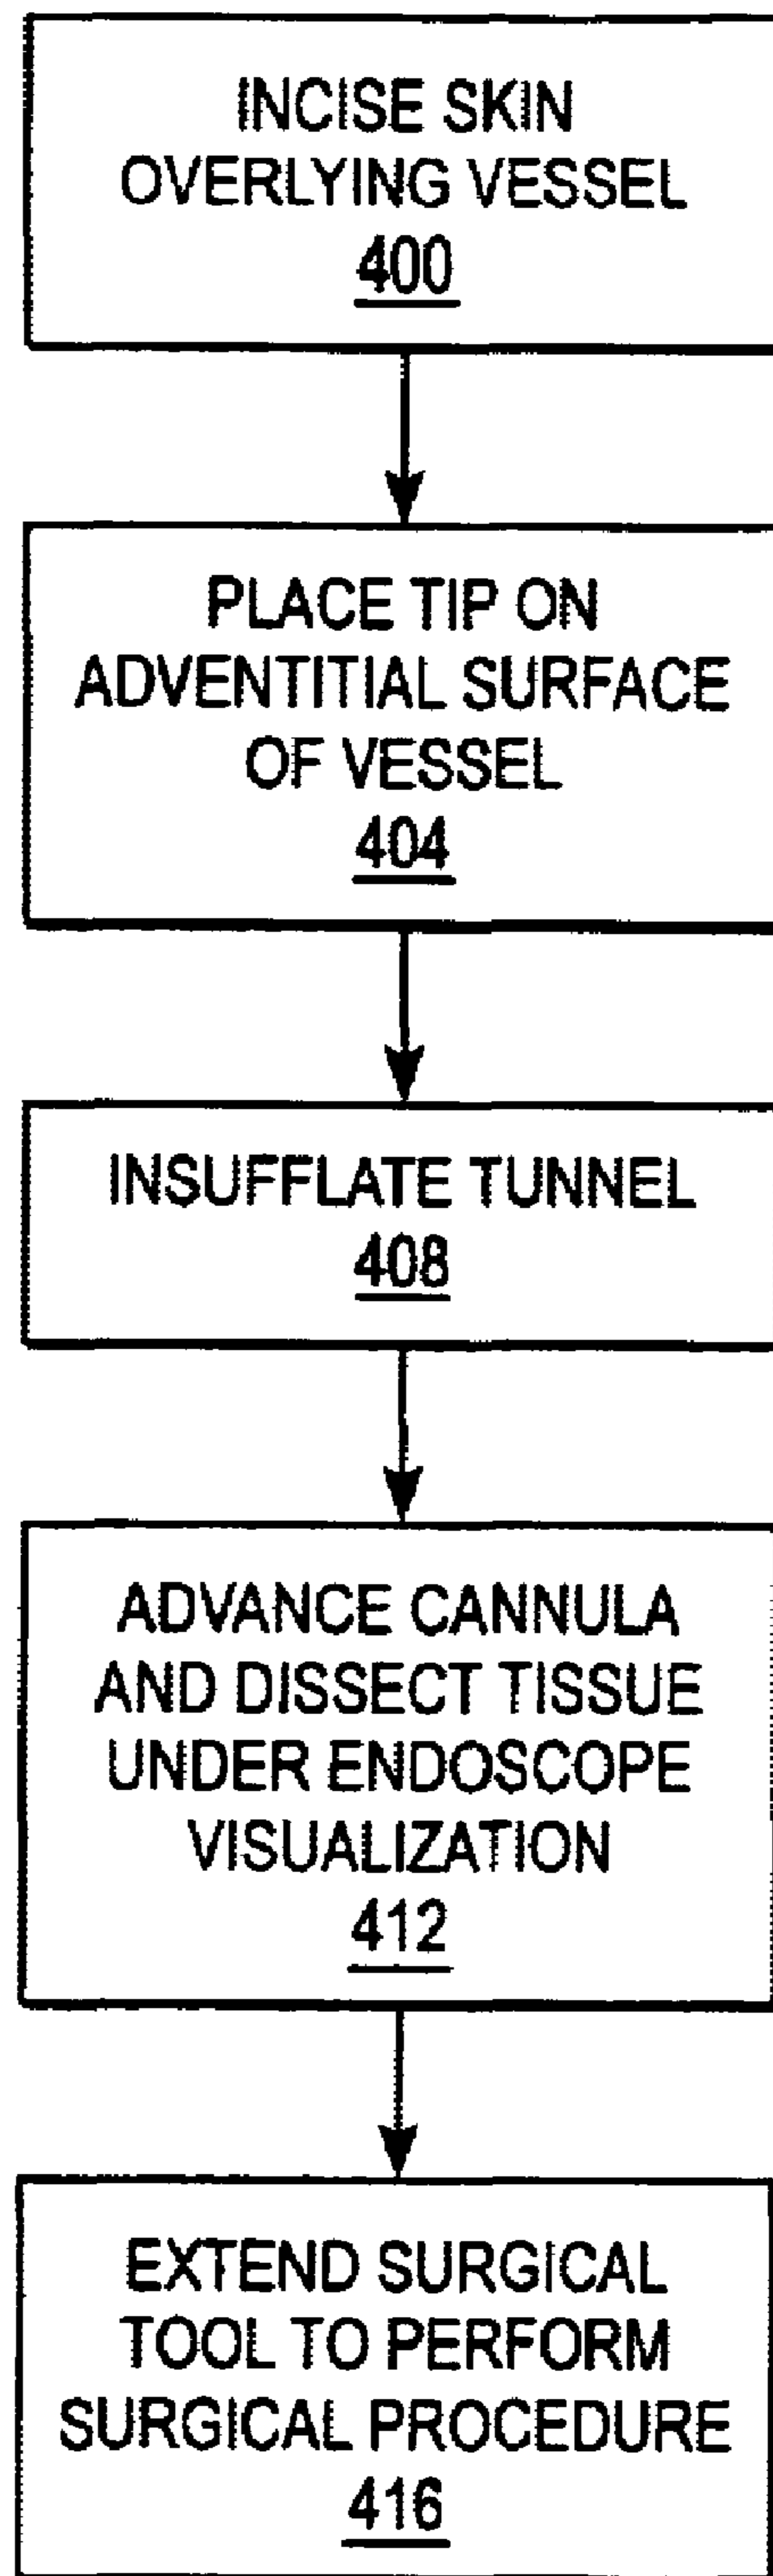 INCISE SKIN
OVERLYING VESSEL
400
PLACE TIP ON
ADVENTITIAL SURFACE
OF VESSEL
404
INSUFFLATE TUNNEL
408
ADVANCE CANNULA
AND DISSECT TISSUE
UNDER ENDOSCOPE
VISUALIZATION
412
EXTEND SURGICAL
TOOL TO PERFORM
SURGICAL PROCEDURE
416